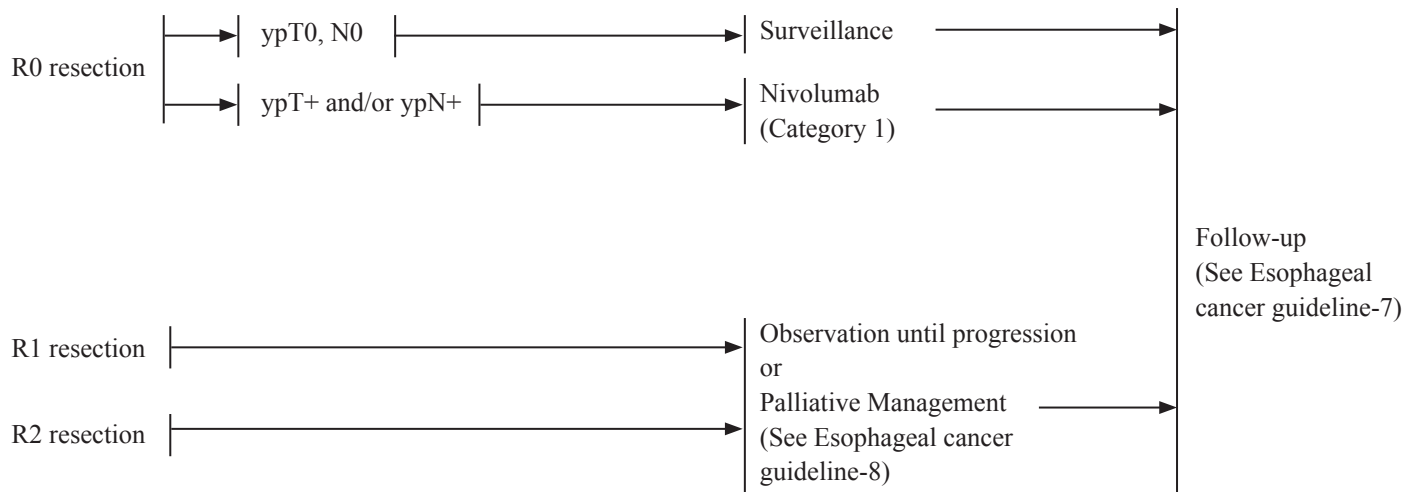 R0 resection
ypT0, N0
Surveillance
ypT+ and/or ypN+
Nivolumab
(Category 1)
Follow-up
(See Esophageal
cancer guideline-7)
R1 resection
R2 resection
Observation until progression
or
Palliative Management
(See Esophageal cancer
guideline-8)